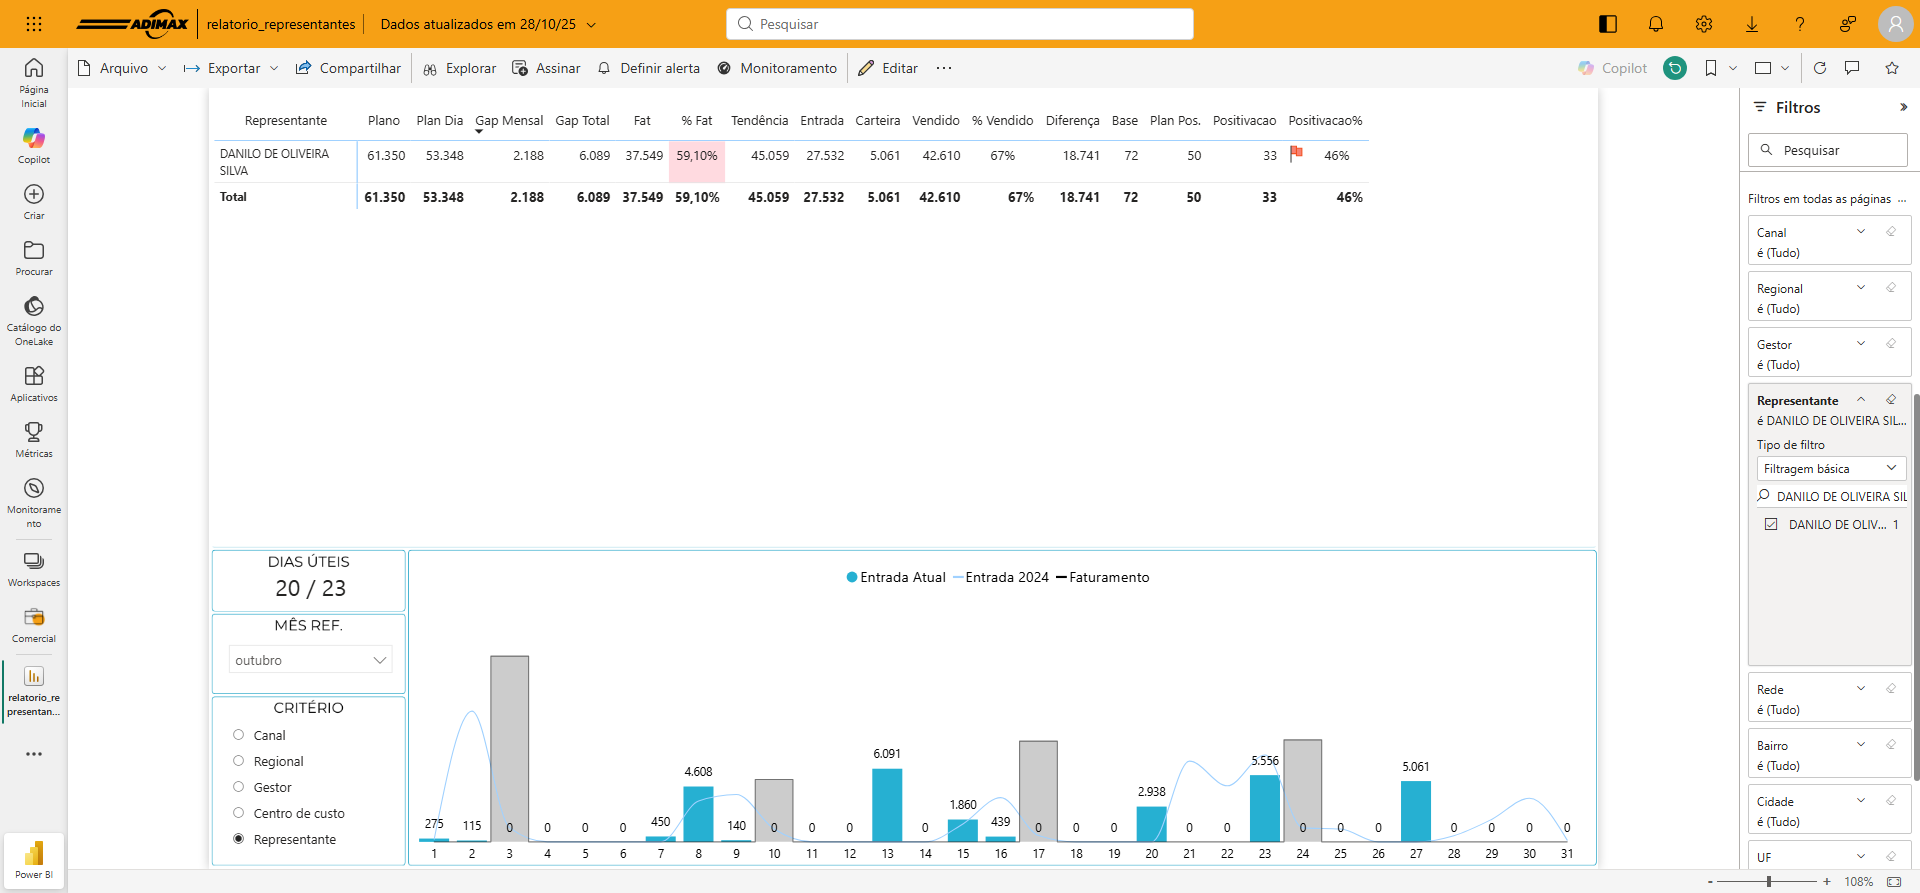 ADIMAX
relatorio_representantes
Dados atualizados em 28/10/25
Pesquisar
Arquivo
Exportar
Compartilhar
Explorar
Assinar
Definir alerta
Monitoramento
Editar
...
Copilot
Página Inicial
Copilot
Criar
Procurar
Catálogo do OneLake
Aplicativos
Métricas
Monitorame nto
Workspaces
Comercial
relatorio_re presentan...
Power BI
Representante Plano Plan Dia Gap Mensal Gap Total Fat % Fat Tendência Entrada Carteira Vendido % Vendido Diferença Base Plan Pos. Positivacao Positivacao%
DANILO DE OLIVEIRA SILVA 61.350 53.348 2.188 6.089 37.549 59,10% 45.059 27.532 5.061 42.610 67% 18.741 72 50 33 46%
Total 61.350 53.348 2.188 6.089 37.549 59,10% 45.059 27.532 5.061 42.610 67% 18.741 72 50 33 46%
DIAS ÚTEIS
20 / 23
MÊS REF.
outubro
CRITÉRIO
Canal
Regional
Gestor
Centro de custo
Representante
Entrada Atual Entrada 2024 Faturamento
275 115 0 0 0 0 450 4.608 140 0 0 0 6.091 0 1.860 439 0 0 0 2.938 0 0 5.556 0 0 0 5.061 0 0 0 0
1 2 3 4 5 6 7 8 9 10 11 12 13 14 15 16 17 18 19 20 21 22 23 24 25 26 27 28 29 30 31
Filtros
Pesquisar
Filtros em todas as páginas ...
Canal
é (Tudo)
Regional
é (Tudo)
Gestor
é (Tudo)
Representante
é DANILO DE OLIVEIRA SIL...
Tipo de filtro
Filtragem básica
DANILO DE OLIVEIRA SIL
DANILO DE OLIV... 1
Rede
é (Tudo)
Bairro
é (Tudo)
Cidade
é (Tudo)
UF
- + 108%